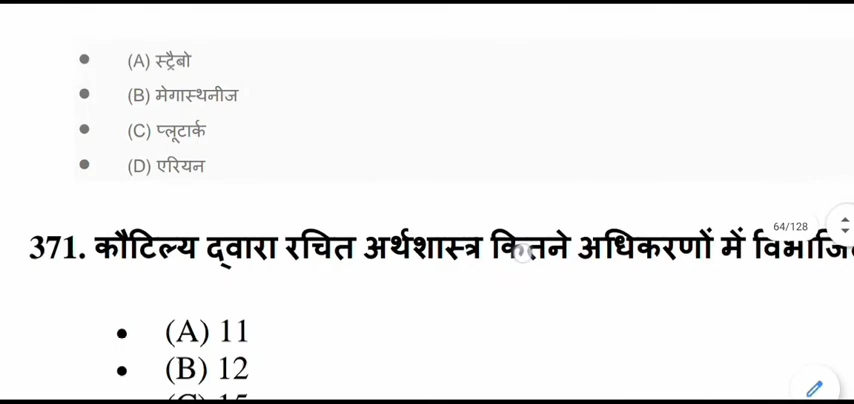 (A) स्ट्रैबो
(B) मेगास्थनीज
(C) प्लूटार्क
(D) एरियन
64/128
371. कौटिल्य द्वारा रचित अर्थशास्त्र कितने अधिकरणों में
(A) 11
(B) 12